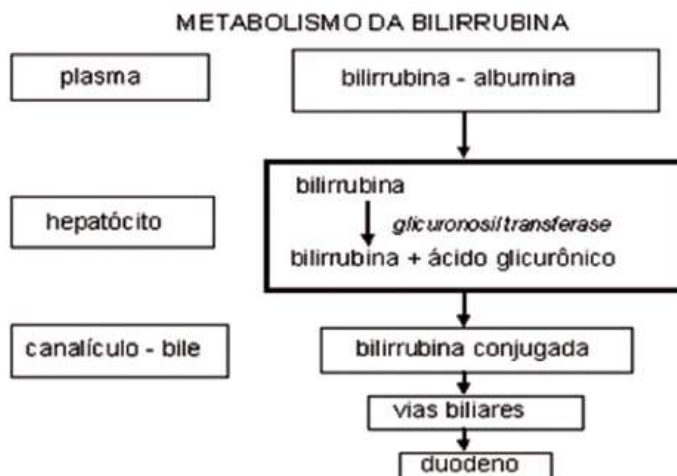 METABOLISMO DA BILIRRUBINA
plasma
bilirrubina - albumina
hepatócito
bilirrubina
glicuronosiltransferase
bilirrubina + ácido glicurônico
canalículo - bile
bilirrubina conjugada
vias biliares
duodeno